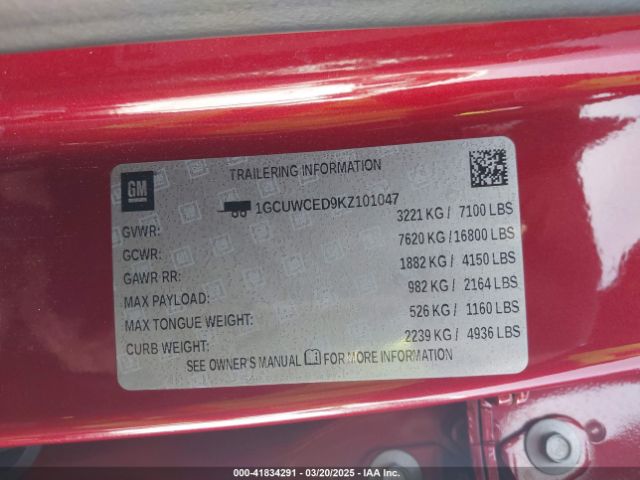 GM
TRAILERING INFORMATION
1GCUWCED9KZ101047
GVWR: 3221 KG / 7100 LBS
GCWR: 7620 KG / 16800 LBS
GAWR RR: 1882 KG / 4150 LBS
MAX PAYLOAD: 982 KG / 2164 LBS
MAX TONGUE WEIGHT: 526 KG / 1160 LBS
CURB WEIGHT: 2239 KG / 4936 LBS
SEE OWNER'S MANUAL FOR MORE INFORMATION
000-41834291 - 03/20/2025 - IAA Inc.